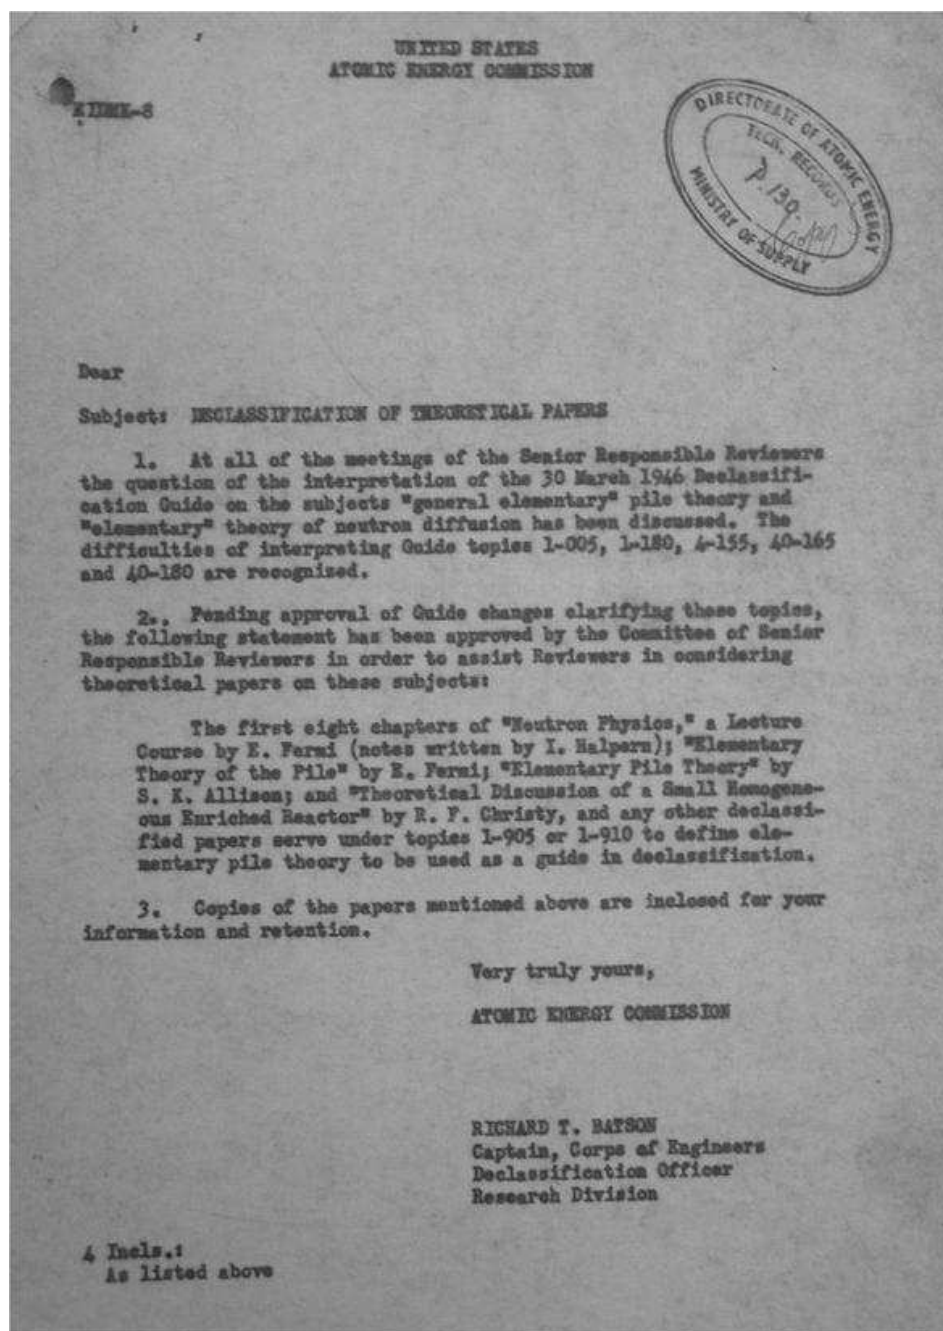 UNITED STATES
ATOMIC ENERGY COMMISSION
DIRECTORATE OF ATOMIC ENERGY
TECH. RECORDS
P.130.
MINISTRY OF SUPPLY
Dear
Subject: DECLASSIFICATION OF THEORETICAL PAPERS
1. At all of the meetings of the Senior Responsible Reviewers
the question of the interpretation of the 30 March 1946 Declassifi-
cation Guide on the subjects "general elementary" pile theory and
"elementary" theory of neutron diffusion has been discussed. The
difficulties of interpreting Guide topics 1-005, 1-180, 4-155, 40-165
and 40-180 are recognized.
2., Pending approval of Guide changes clarifying these topics,
the following statement has been approved by the Committee of Senior
Responsible Reviewers in order to assist Reviewers in considering
theoretical papers on these subjects:
The first eight chapters of "Neutron Physics," a Lecture
Course by E. Fermi (notes written by I. Halpern); "Elementary
Theory of the Pile" by E. Fermi; "Elementary Pile Theory" by
S. K. Allison; and "Theoretical Discussion of a Small Homogene-
ous Enriched Reactor" by R. F. Christy, and any other declassi-
fied papers serve under topics 1-905 or 1-910 to define ele-
mentary pile theory to be used as a guide in declassification.
3. Copies of the papers mentioned above are inclosed for your
information and retention.
Very truly yours,
ATOMIC ENERGY COMMISSION
RICHARD T. BATSON
Captain, Corps of Engineers
Declassification Officer
Research Division
4 Incls.:
As listed above